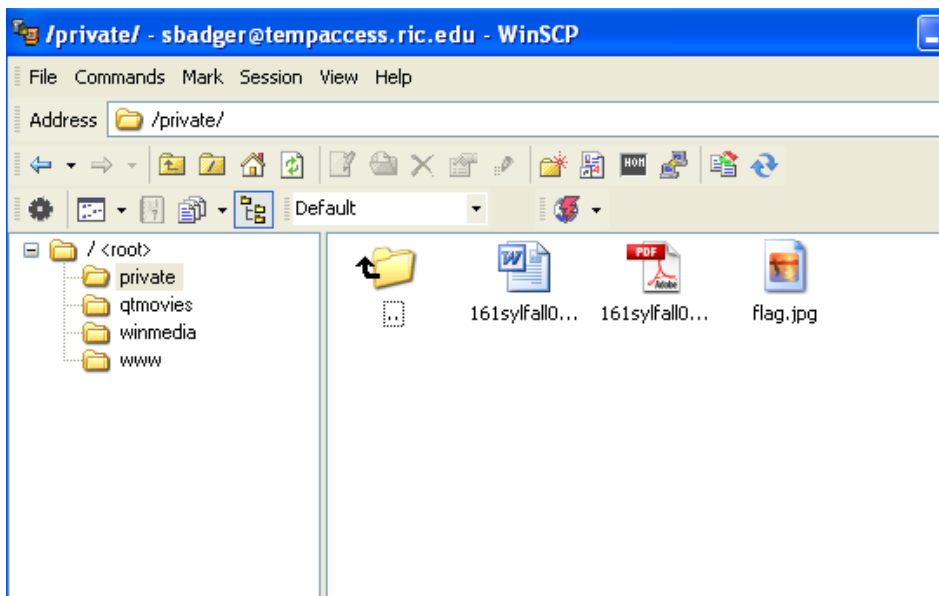 /private/ - sbadger@tempaccess.ric.edu - WinSCP
File Commands Mark Session View Help
Address /private/
HOM
Default
/ <root>
private
qtmovies
winmedia
www
..
W
161sylfall0...
PDF
Adobe
161sylfall0...
flag.jpg